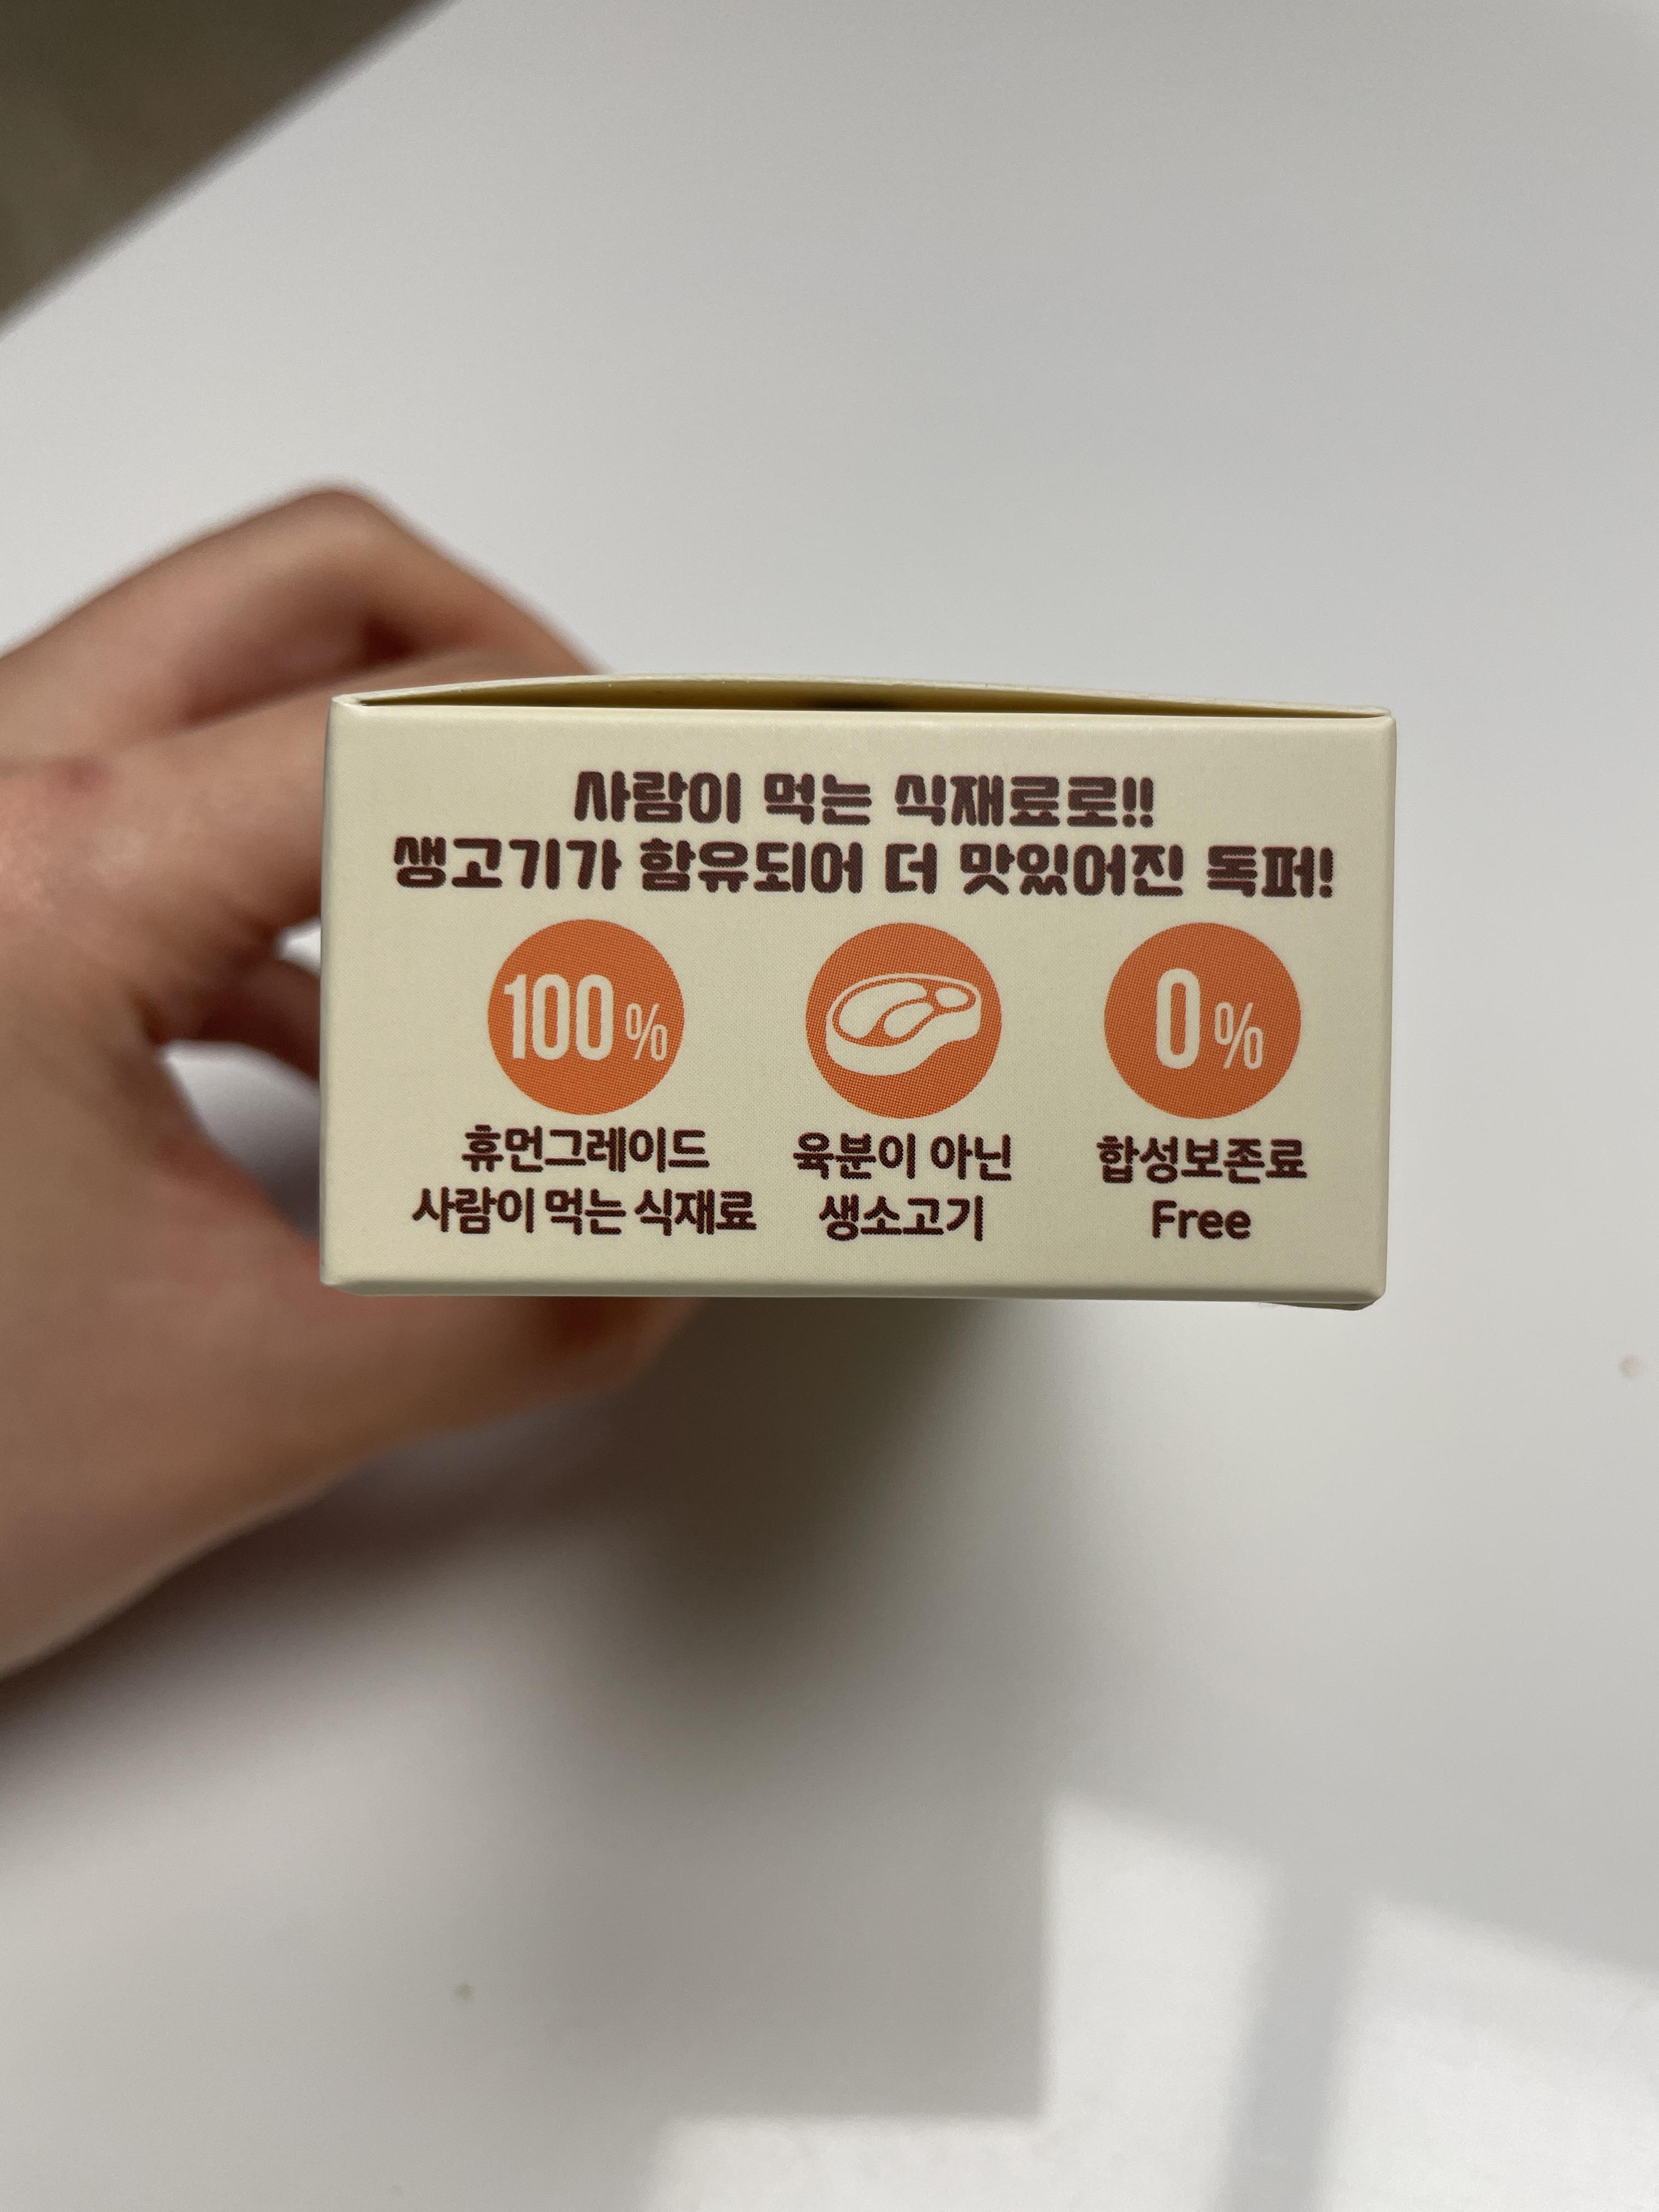 사람이 먹는 식재료로!!
생고기가 함유되어 더 맛있어진 독퍼!
100%
휴먼그레이드
사람이 먹는 식재료
육분이 아닌
생소고기
0%
합성보존료
Free